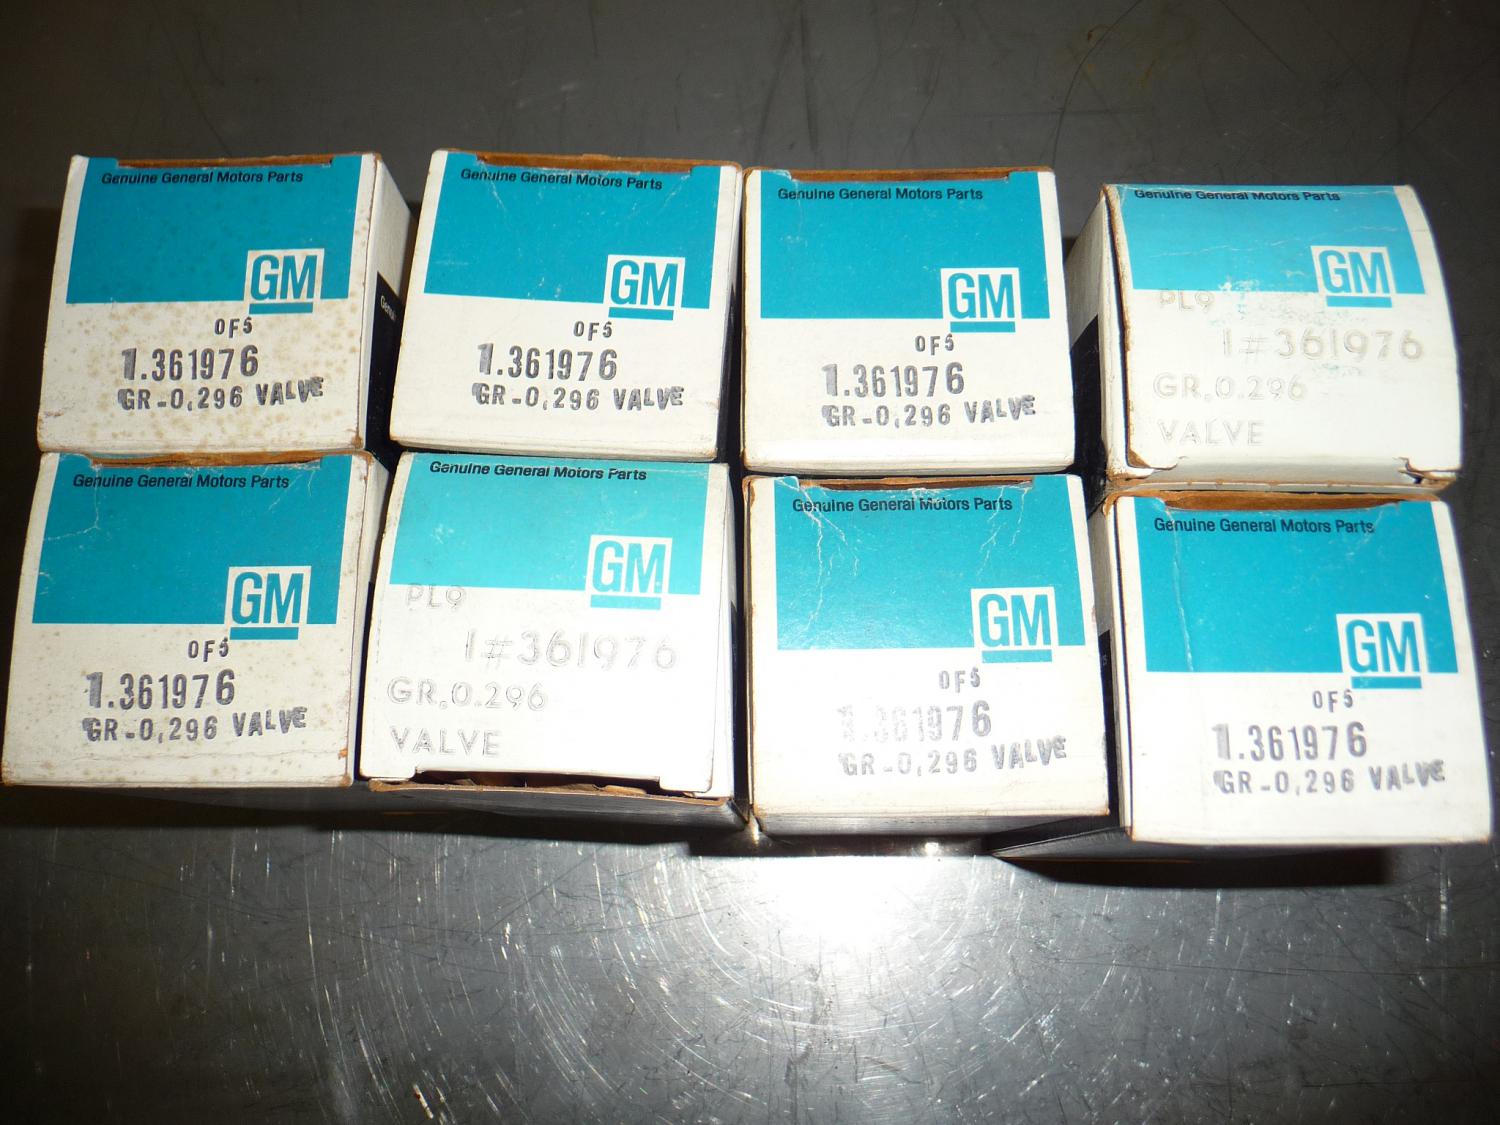 Genuine General Motors Parts
GM
OF5
1.361976
GR-0,296 VALVE
Genuine General Motors Parts
GM
OF5
1.361976
GR-0,296 VALVE
Genuine General Motors Parts
GM
OF5
1.361976
GR-0,296 VALVE
Genuine General Motors Parts
GM
PL9
1#361976
GR.0.296
VALVE
Genuine General Motors Parts
GM
OF5
1.361976
GR-0,296 VALVE
Genuine General Motors Parts
GM
PL9
1#361976
GR.0.296
VALVE
Genuine General Motors Parts
GM
OF5
1.361976
GR-0,296 VALVE
Genuine General Motors Parts
GM
OF5
1.361976
GR-0,296 VALVE